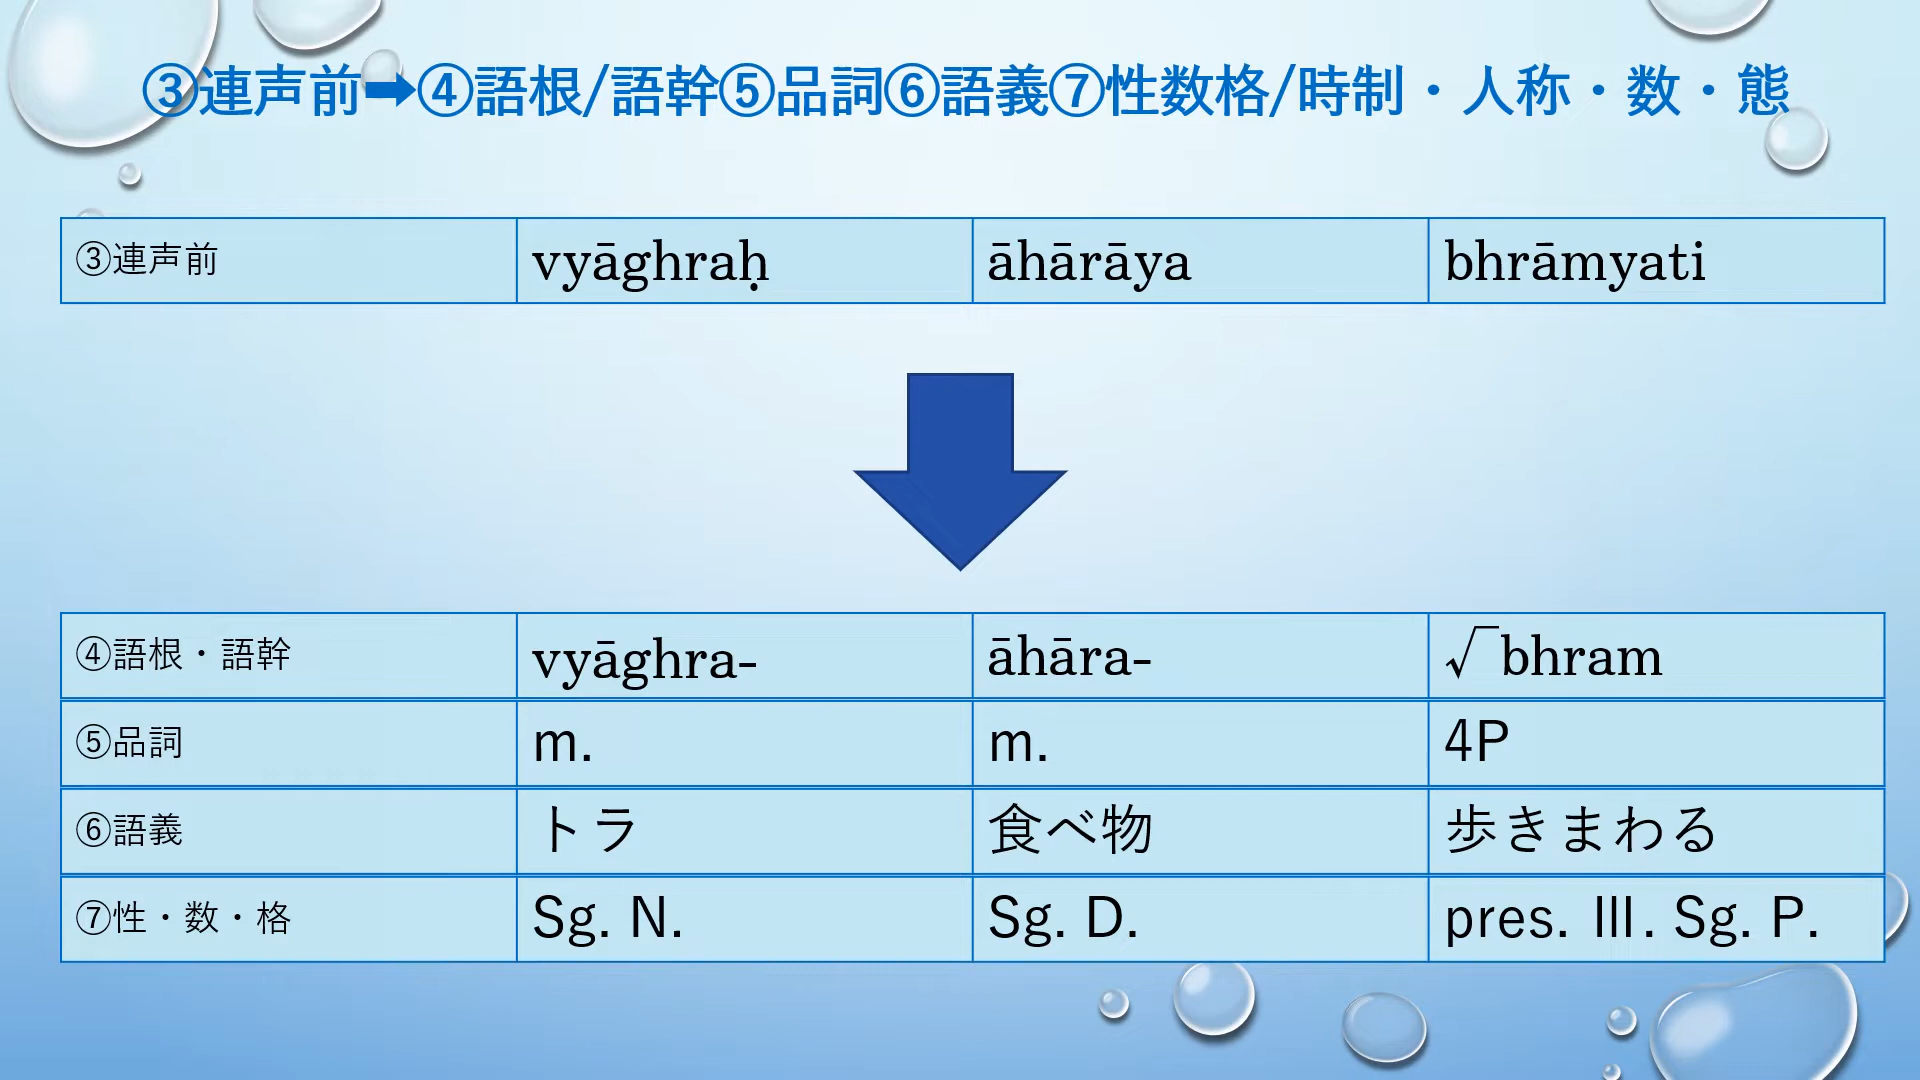 ③連声前➡④語根/語幹⑤品詞⑥語義⑦性数格/時制・人称・数・態
③連声前 vyāghraḥ āhārāya bhrāmyati
④語根・語幹 vyāghra- āhāra- √bhram
⑤品詞 m. m. 4P
⑥語義 トラ 食べ物 歩きまわる
⑦性・数・格 Sg. N. Sg. D. pres. III. Sg. P.